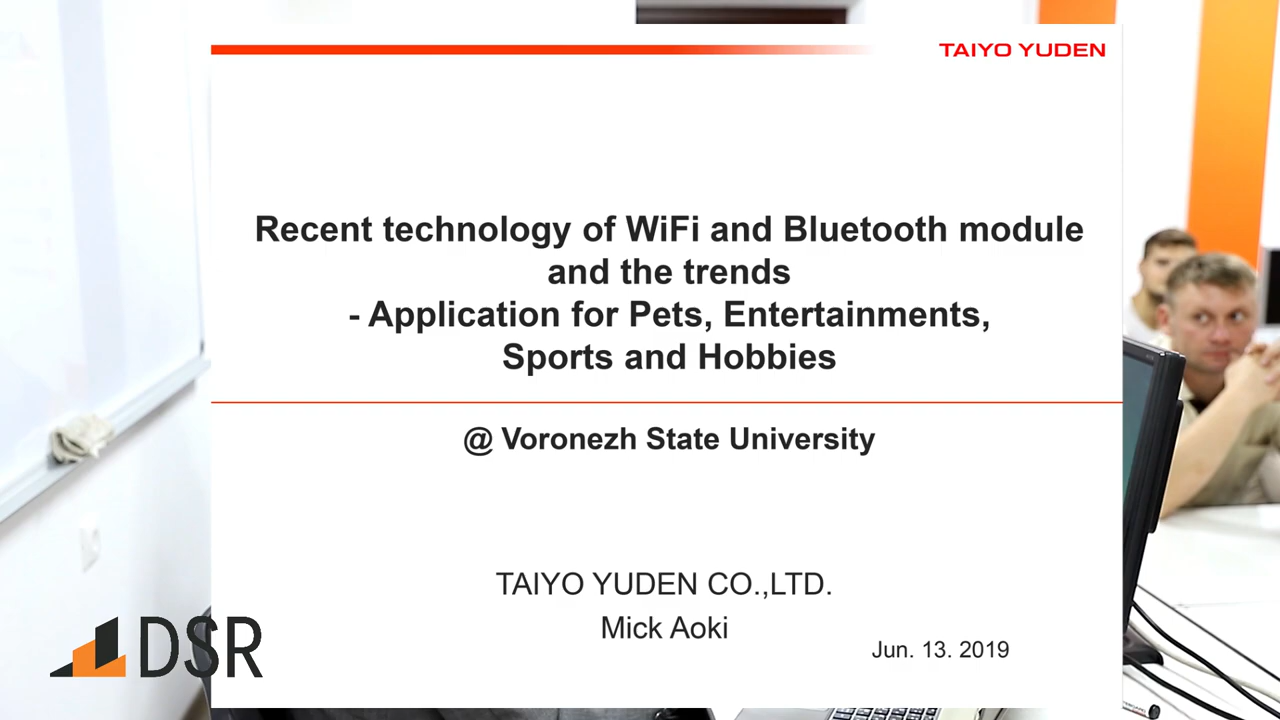 TAIYO YUDEN
Recent technology of WiFi and Bluetooth module
and the trends
- Application for Pets, Entertainments,
Sports and Hobbies
@ Voronezh State University
TAIYO YUDEN CO.,LTD.
Mick Aoki
Jun. 13. 2019
DSR